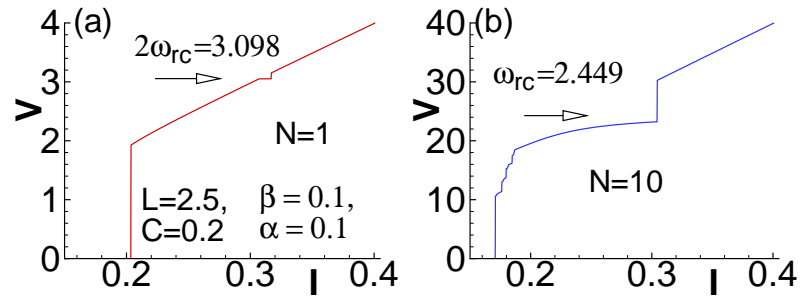 (a)
4
3
2
1
0
V
2ω_rc=3.098
N=1
L=2.5, β = 0.1,
C=0.2 α = 0.1
0.2 0.3 0.4
I
(b)
40
30
20
10
0
V
ω_rc=2.449
N=10
0.2 0.3 0.4
I